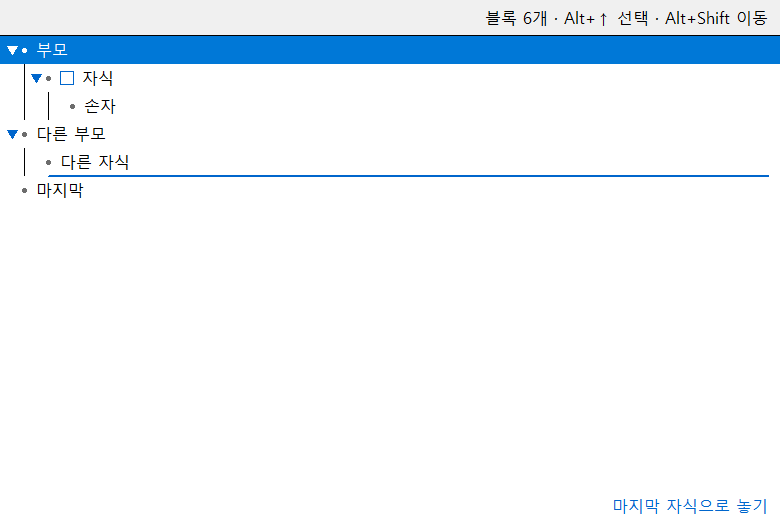 블록 6개 · Alt+↑ 선택 · Alt+Shift 이동
부모
자식
손자
다른 부모
다른 자식
마지막
마지막 자식으로 놓기